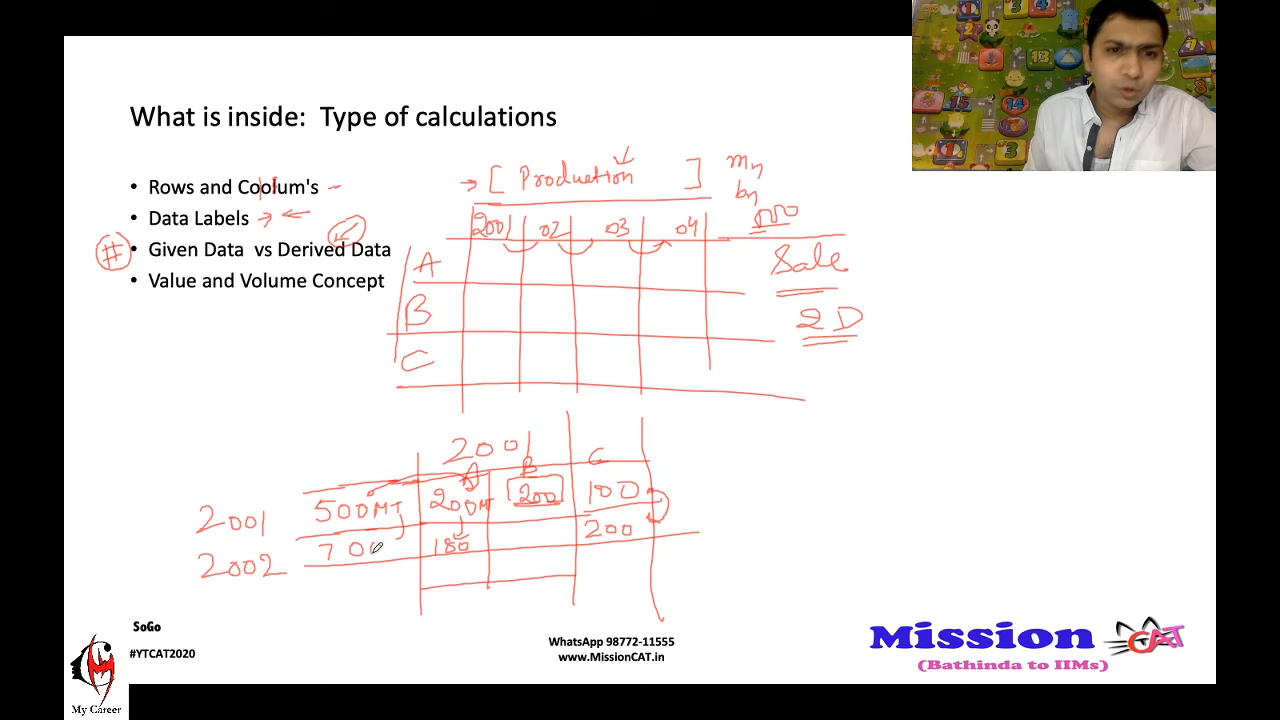 What is inside: Type of calculations
• Rows and Coolum's
• Data Labels
• Given Data vs Derived Data
• Value and Volume Concept
#
[ Production ]
mn
bn
000
2001 02 03 04
Sale
2D
A
B
C
2001
A B C
2001 500MT 200MT 200 100
2002 700 180 200
SoGo
#YTCAT2020
My Career
WhatsApp 98772-11555
www.MissionCAT.in
Mission CAT
(Bathinda to IIMs)